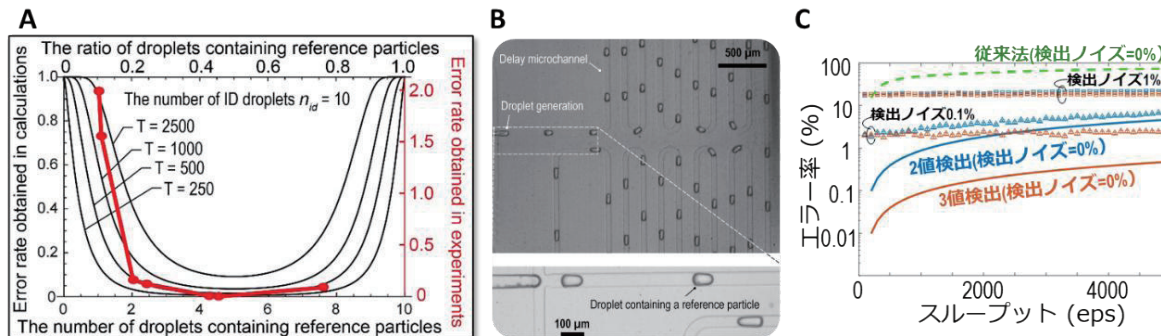 A
The ratio of droplets containing reference particles
0 0.2 0.4 0.6 0.8 1.0
Error rate obtained in calculations
1.0
0.8
0.6
0.4
0.2
0
The number of ID droplets n_id = 10
T = 2500
T = 1000
T = 500
T = 250
2.0
1.5
1.0
0.5
0
Error rate obtained in experiments
0 2 4 6 8 10
The number of droplets containing reference particles
B
500 μm
Delay microchannel
Droplet generation
Droplet containing a reference particle
100 μm
C
従来法(検出ノイズ=0%)
検出ノイズ1%
検出ノイズ0.1%
2値検出(検出ノイズ=0%)
3値検出(検出ノイズ=0%)
エラー率 (%)
100
10
1
0.1
0.01
0 2000 4000
スループット (eps)